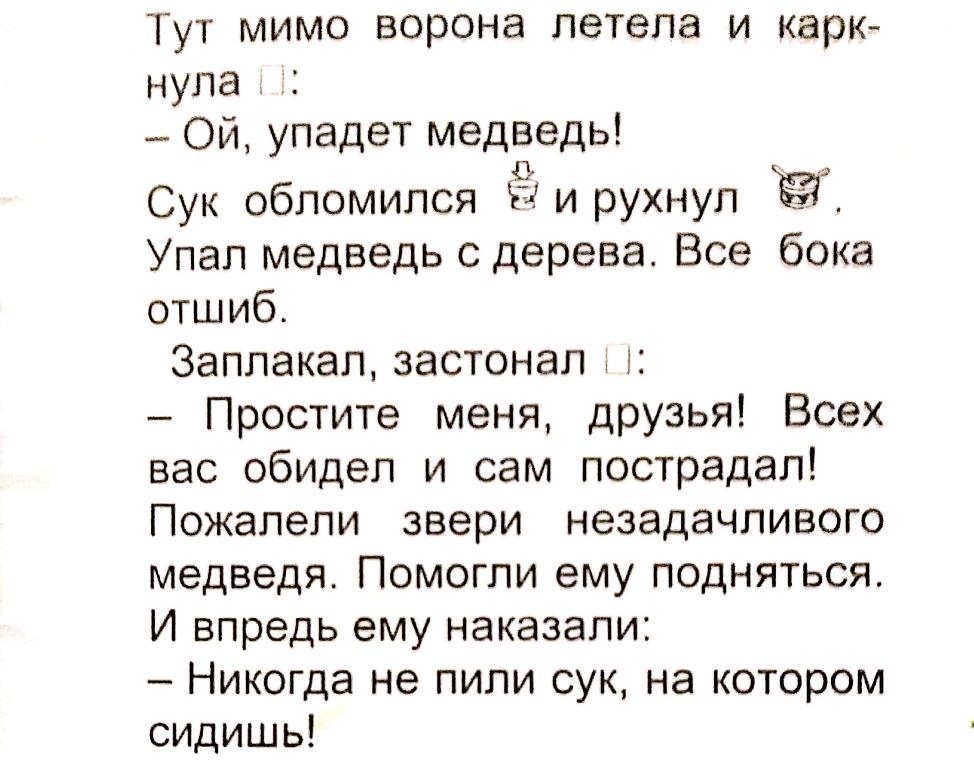 Тут мимо ворона летела и карк-
нула :
– Ой, упадет медведь!
Сук обломился и рухнул .
Упал медведь с дерева. Все бока
отшиб.
Заплакал, застонал :
– Простите меня, друзья! Всех
вас обидел и сам пострадал!
Пожалели звери незадачливого
медведя. Помогли ему подняться.
И впредь ему наказали:
– Никогда не пили сук, на котором
сидишь!